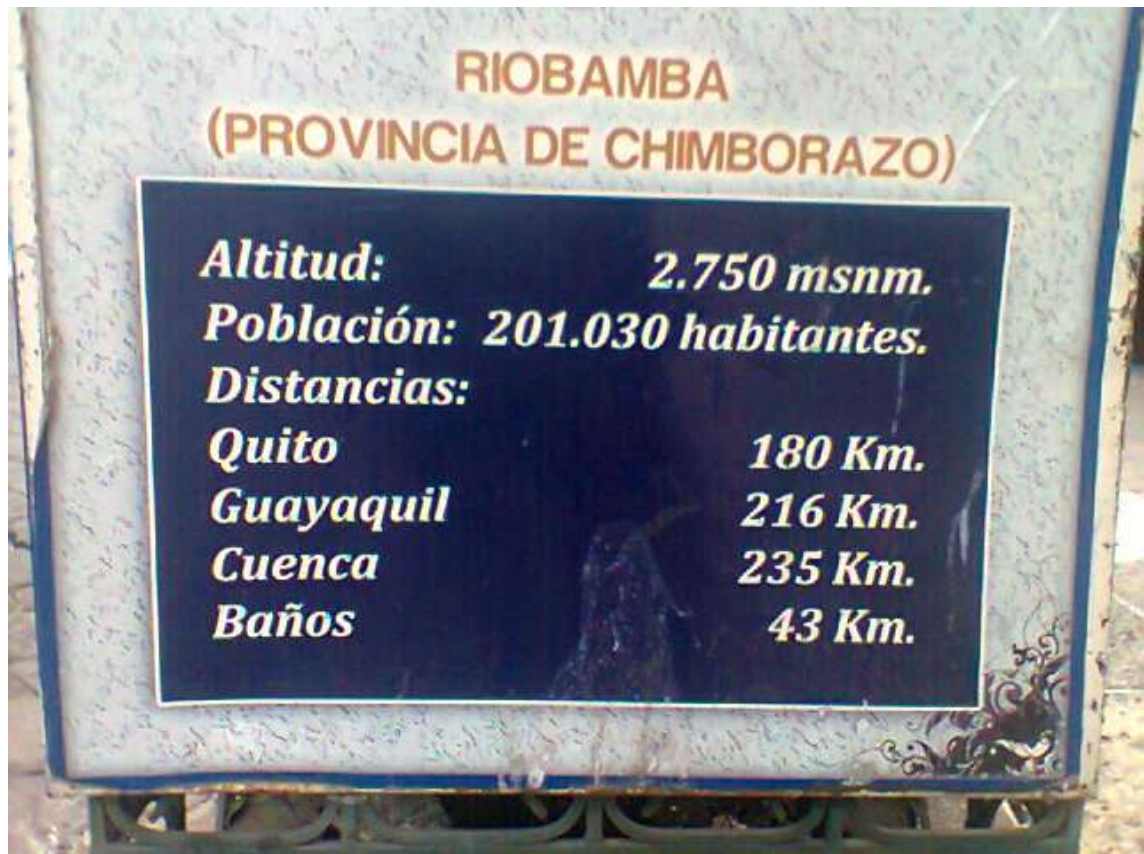 RIOBAMBA
(PROVINCIA DE CHIMBORAZO)
Altitud: 2.750 msnm.
Población: 201.030 habitantes.
Distancias:
Quito 180 Km.
Guayaquil 216 Km.
Cuenca 235 Km.
Baños 43 Km.